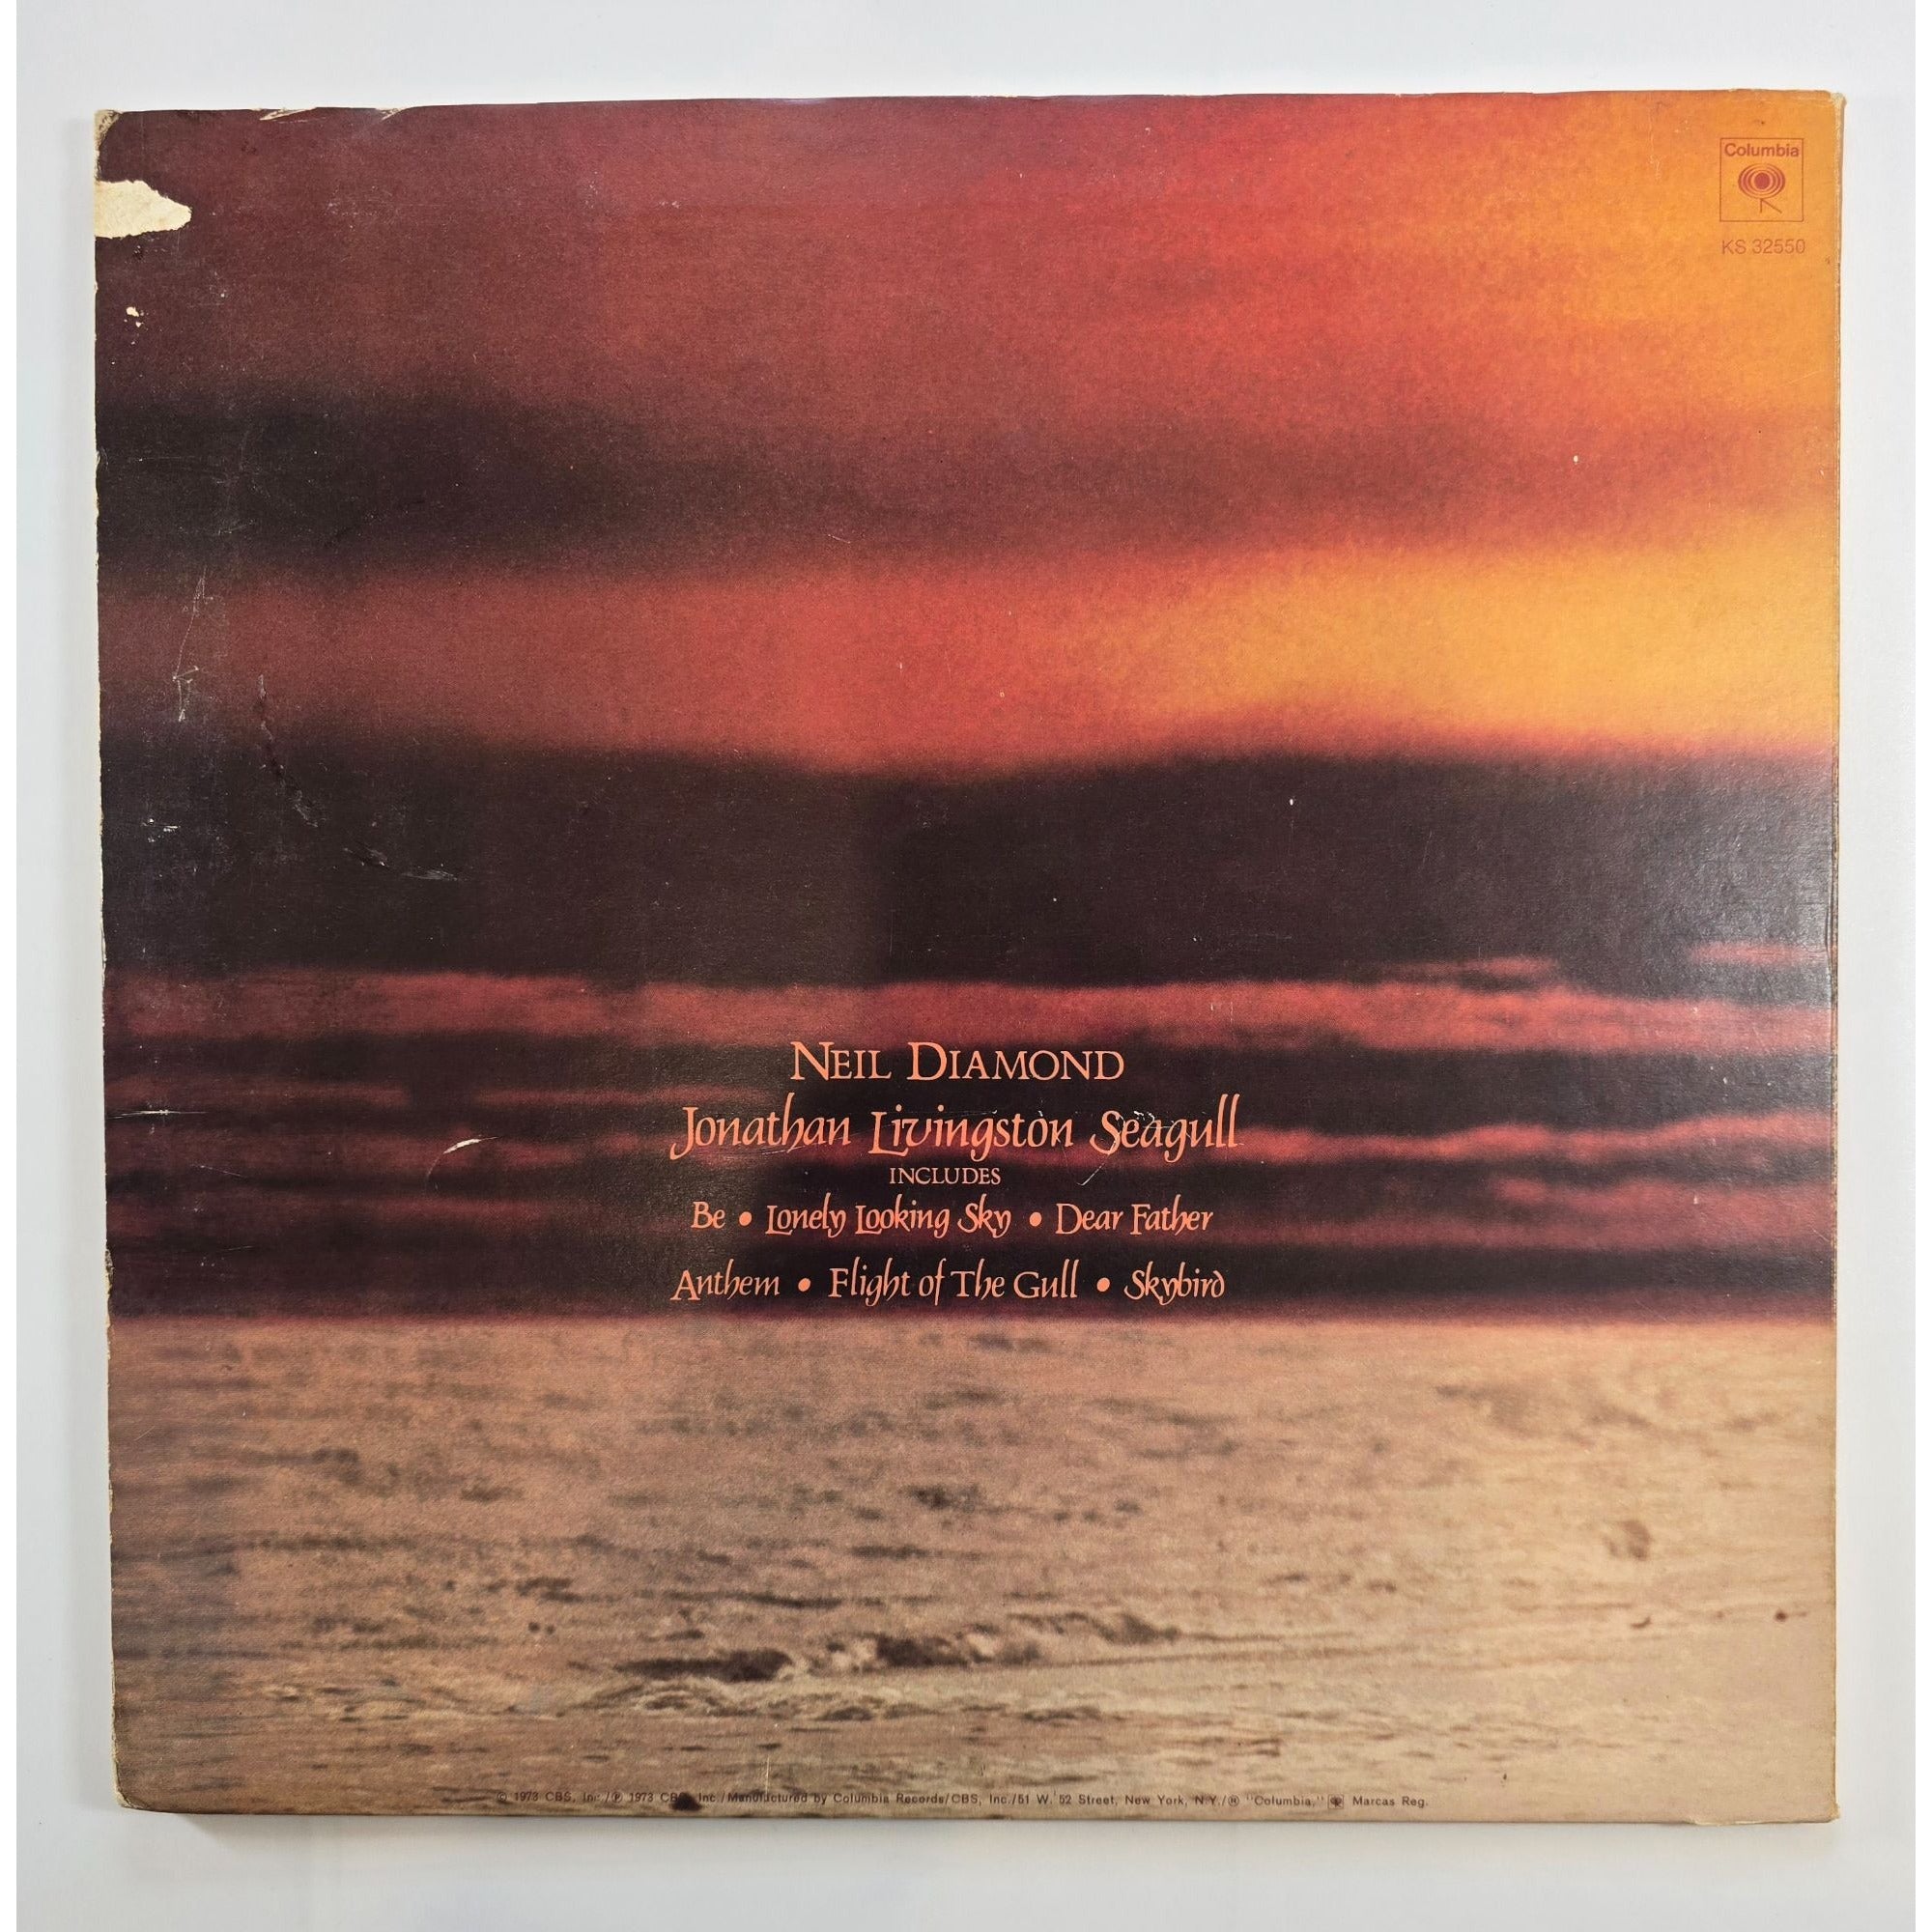 Columbia
KS 32550
NEIL DIAMOND
Jonathan Livingston Seagull
INCLUDES
Be • Lonely Looking Sky • Dear Father
Anthem • Flight of The Gull • Skybird
© 1973 CBS, Inc./℗ 1973 CBS, Inc./Manufactured by Columbia Records/CBS, Inc./51 W. 52 Street, New York, N.Y./® "Columbia," Marcas Reg.